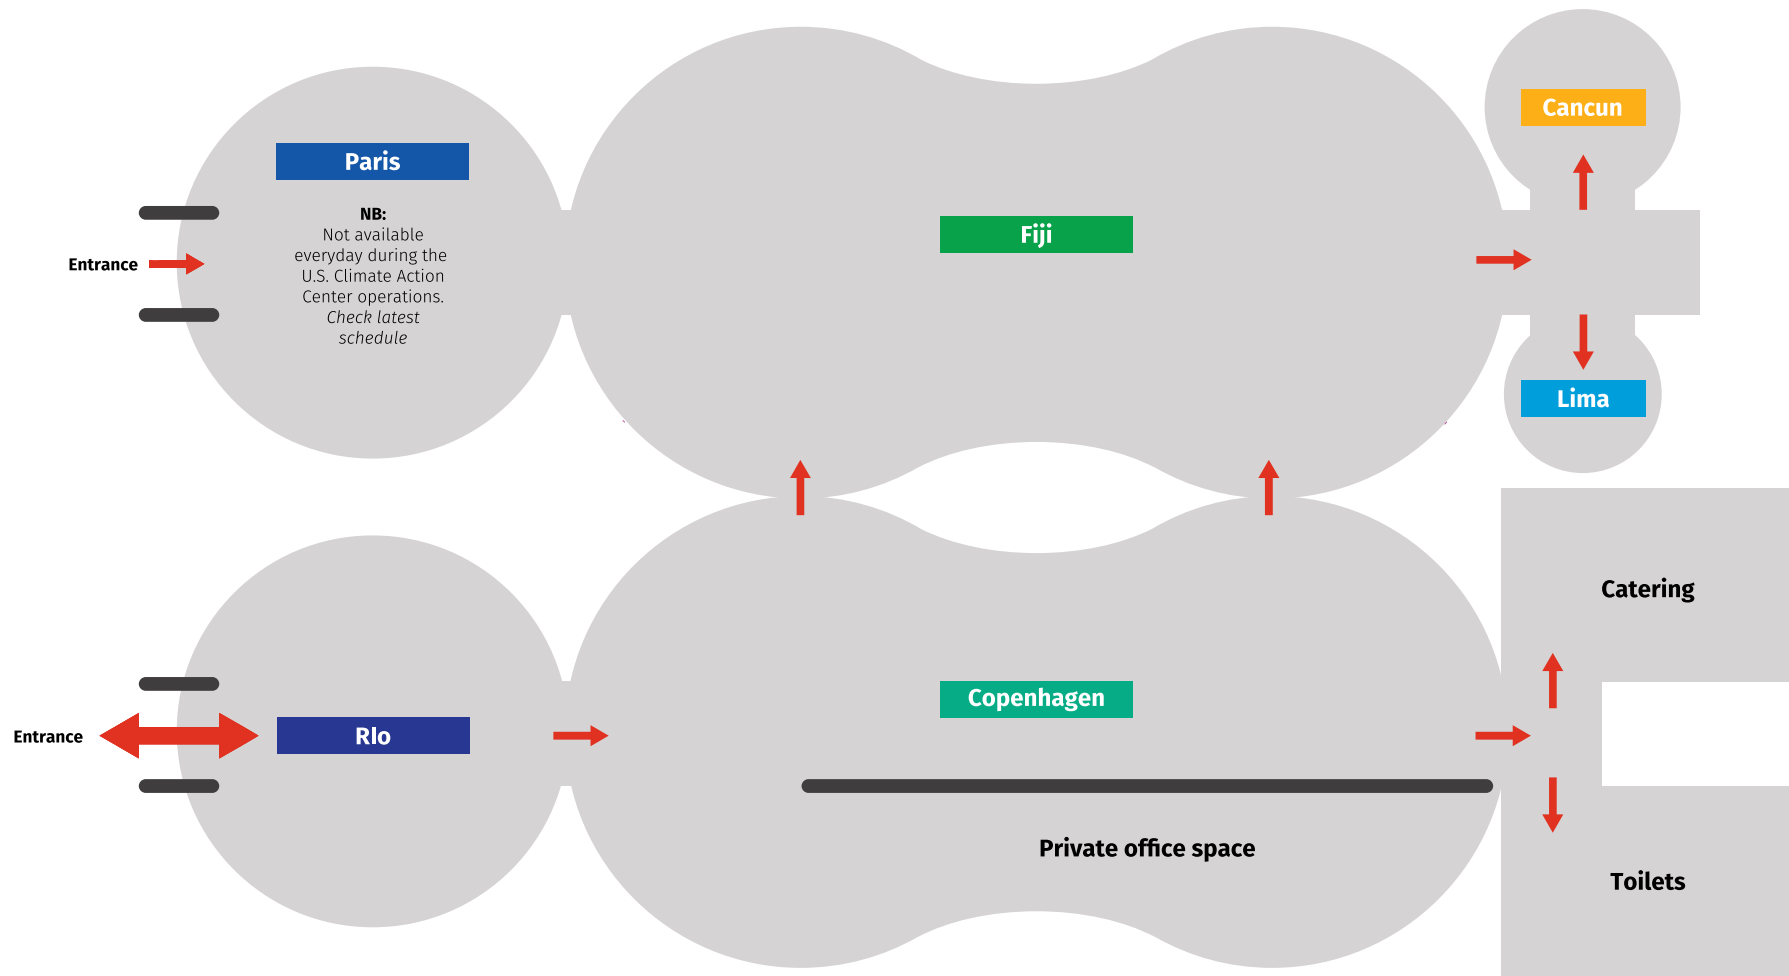 Cancun
Paris
NB:
Not available
everyday during the
U.S. Climate Action
Center operations.
Check latest
schedule
Fiji
Entrance
Lima
Catering
Copenhagen
Entrance
RIo
Private office space
Toilets